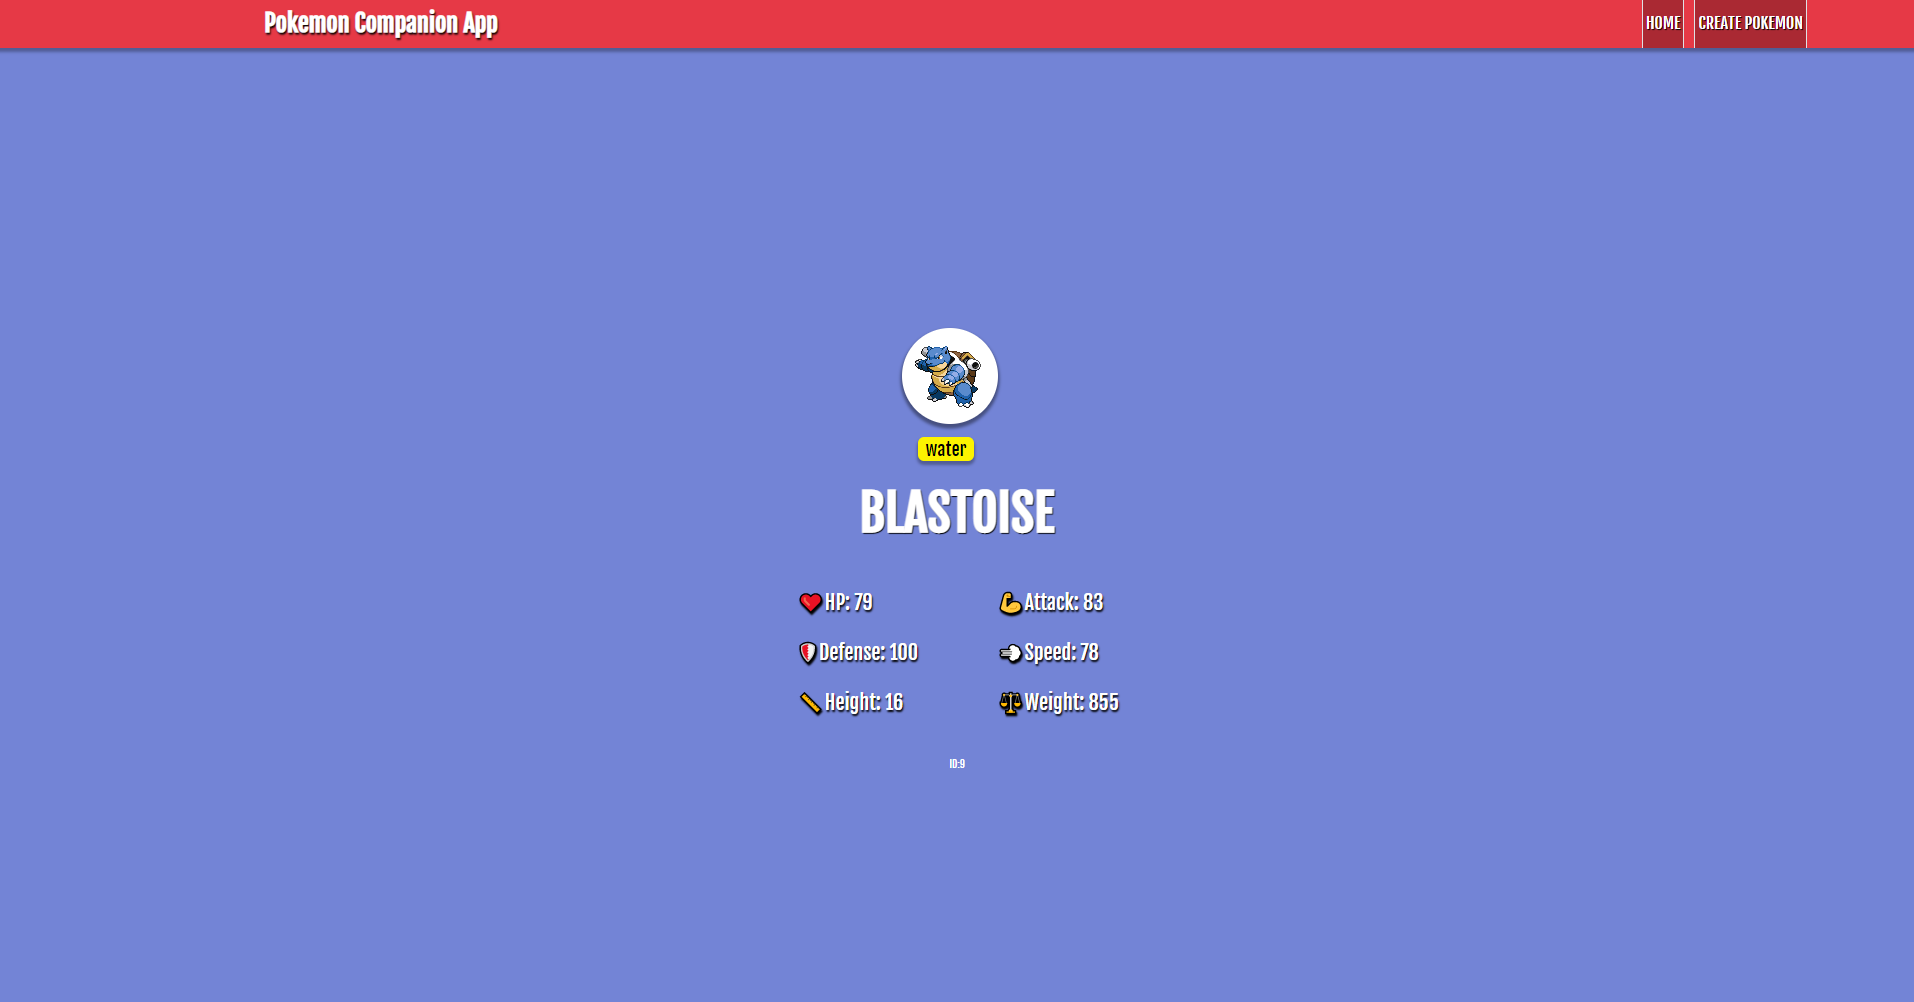 Pokemon Companion App
HOME
CREATE POKEMON
water
BLASTOISE
HP: 79
Attack: 83
Defense: 100
Speed: 78
Height: 16
Weight: 855
ID:9